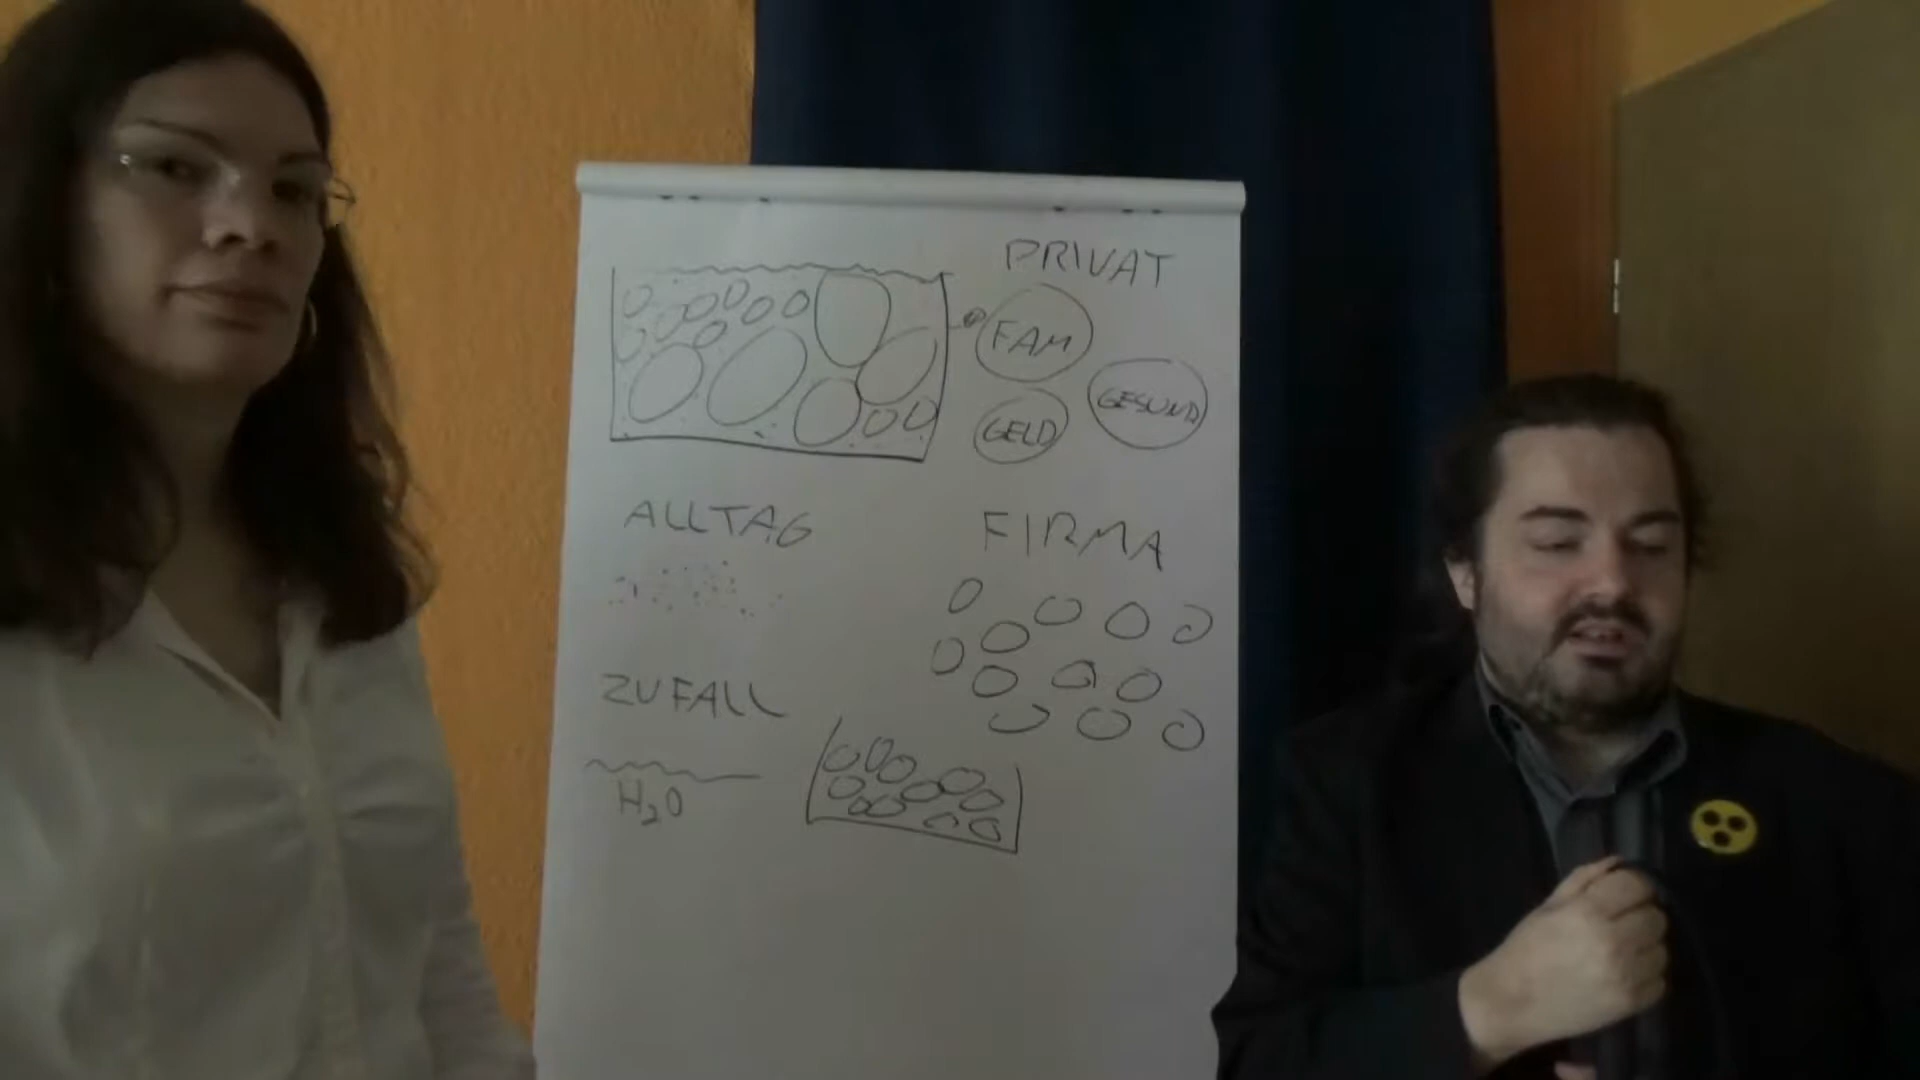 PRIVAT
FAM
GESUND
GELD
ALLTAG
FIRMA
ZUFALL
H₂O